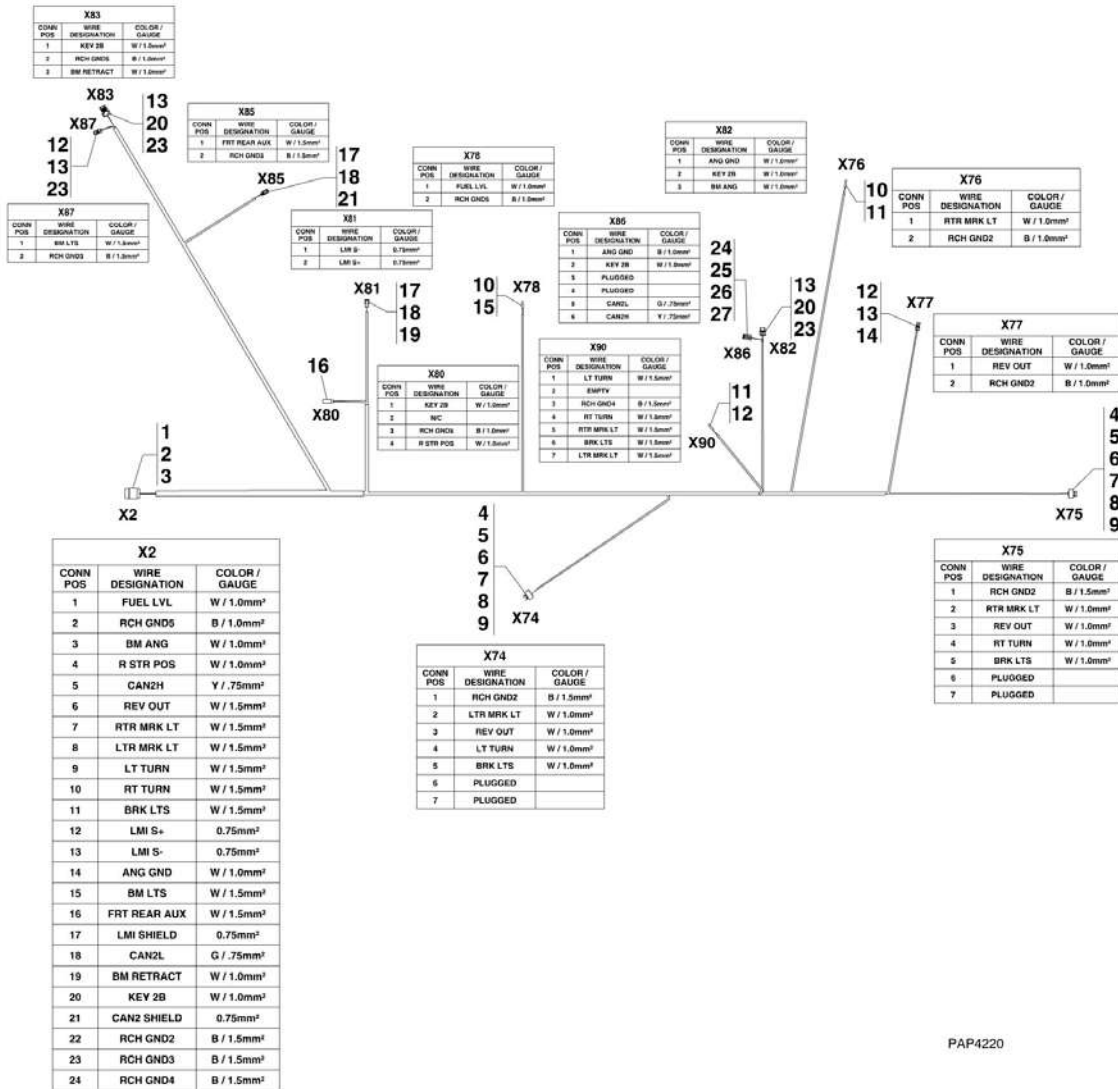 X83
CONN POS WIRE DESIGNATION COLOR / GAUGE
1 KEY 2B W / 1.0mm²
2 RCH GND5 B / 1.0mm²
3 BM RETRACT W / 1.0mm²
X83
13
20
23
X87
12
13
23
X85
CONN POS WIRE DESIGNATION COLOR / GAUGE
1 FRT REAR AUX W / 1.5mm²
2 RCH GND3 B / 1.5mm²
X85
17
18
21
X87
CONN POS WIRE DESIGNATION COLOR / GAUGE
1 BM LTS W / 1.5mm²
2 RCH GND3 B / 1.5mm²
X78
CONN POS WIRE DESIGNATION COLOR / GAUGE
1 FUEL LVL W / 1.0mm²
2 RCH GND5 B / 1.0mm²
X81
CONN POS WIRE DESIGNATION COLOR / GAUGE
1 LMI S- 0.75mm²
2 LMI S+ 0.75mm²
X81
17
18
19
10
15
X78
X82
CONN POS WIRE DESIGNATION COLOR / GAUGE
1 ANG GND W / 1.0mm²
2 KEY 2B W / 1.0mm²
3 BM ANG W / 1.0mm²
X86
CONN POS WIRE DESIGNATION COLOR / GAUGE
1 ANG GND B / 1.0mm²
2 KEY 2B W / 1.0mm²
PLUGGED
4 PLUGGED
CAN2L G / .75mm²
6 CAN2H Y / .75mm²
24
25
26
27
X86
13
20
23
X82
X76
10
11
X76
CONN POS WIRE DESIGNATION COLOR / GAUGE
1 RTR MRK LT W / 1.0mm²
2 RCH GND2 B / 1.0mm²
12
13
14
X77
X77
CONN POS WIRE DESIGNATION COLOR / GAUGE
1 REV OUT W / 1.0mm²
2 RCH GND2 B / 1.0mm²
16
X80
X80
CONN POS WIRE DESIGNATION COLOR / GAUGE
1 KEY 2B W / 1.0mm²
2 N/C
3 RCH GND5 B / 1.0mm²
4 R STR POS W / 1.0mm²
X90
CONN POS WIRE DESIGNATION COLOR / GAUGE
1 LT TURN W / 1.5mm²
2 EMPTY
3 RCH GND4 B / 1.5mm²
4 RT TURN W / 1.5mm²
5 RTR MRK LT W / 1.5mm²
6 BRK LTS W / 1.5mm²
7 LTR MRK LT W / 1.5mm²
11
12
X90
1
2
3
X2
4
5
6
7
8
9
X74
4
5
6
7
8
9
X75
X2
CONN POS WIRE DESIGNATION COLOR / GAUGE
1 FUEL LVL W / 1.0mm²
2 RCH GND5 B / 1.0mm²
3 BM ANG W / 1.0mm²
4 R STR POS W / 1.0mm²
5 CAN2H Y / .75mm²
6 REV OUT W / 1.5mm²
7 RTR MRK LT W / 1.5mm²
8 LTR MRK LT W / 1.5mm²
9 LT TURN W / 1.5mm²
10 RT TURN W / 1.5mm²
11 BRK LTS W / 1.5mm²
12 LMI S+ 0.75mm²
13 LMI S- 0.75mm²
14 ANG GND W / 1.0mm²
15 BM LTS W / 1.5mm²
16 FRT REAR AUX W / 1.5mm²
17 LMI SHIELD 0.75mm²
18 CAN2L G / .75mm²
19 BM RETRACT W / 1.0mm²
20 KEY 2B W / 1.0mm²
21 CAN2 SHIELD 0.75mm²
22 RCH GND2 B / 1.5mm²
23 RCH GND3 B / 1.5mm²
24 RCH GND4 B / 1.5mm²
X74
CONN POS WIRE DESIGNATION COLOR / GAUGE
1 RCH GND2 B / 1.5mm²
2 LTR MRK LT W / 1.0mm²
3 REV OUT W / 1.0mm²
4 LT TURN W / 1.0mm²
5 BRK LTS W / 1.0mm²
6 PLUGGED
7 PLUGGED
X75
CONN POS WIRE DESIGNATION COLOR / GAUGE
1 RCH GND2 B / 1.5mm²
2 RTR MRK LT W / 1.0mm²
3 REV OUT W / 1.0mm²
4 RT TURN W / 1.0mm²
5 BRK LTS W / 1.0mm²
6 PLUGGED
7 PLUGGED
PAP4220